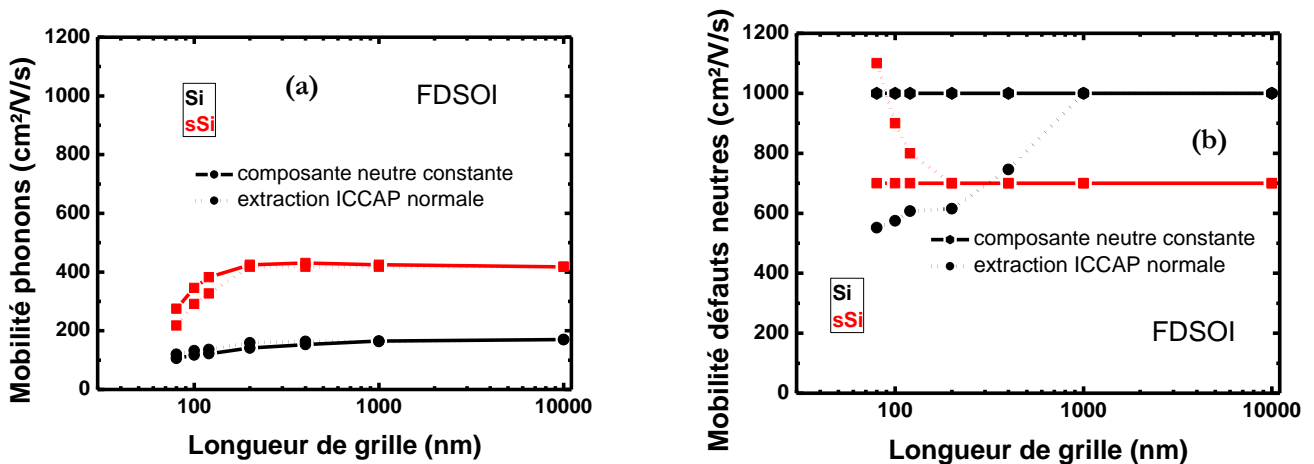 1200
1000
800
600
400
200
0
Mobilité phonons (cm²/V/s)
(a)
FDSOI
Si
sSi
composante neutre constante
extraction ICCAP normale
100
1000
10000
Longueur de grille (nm)
1200
1000
800
600
400
200
0
Mobilité défauts neutres (cm²/V/s)
(b)
composante neutre constante
extraction ICCAP normale
Si
sSi
FDSOI
100
1000
10000
Longueur de grille (nm)